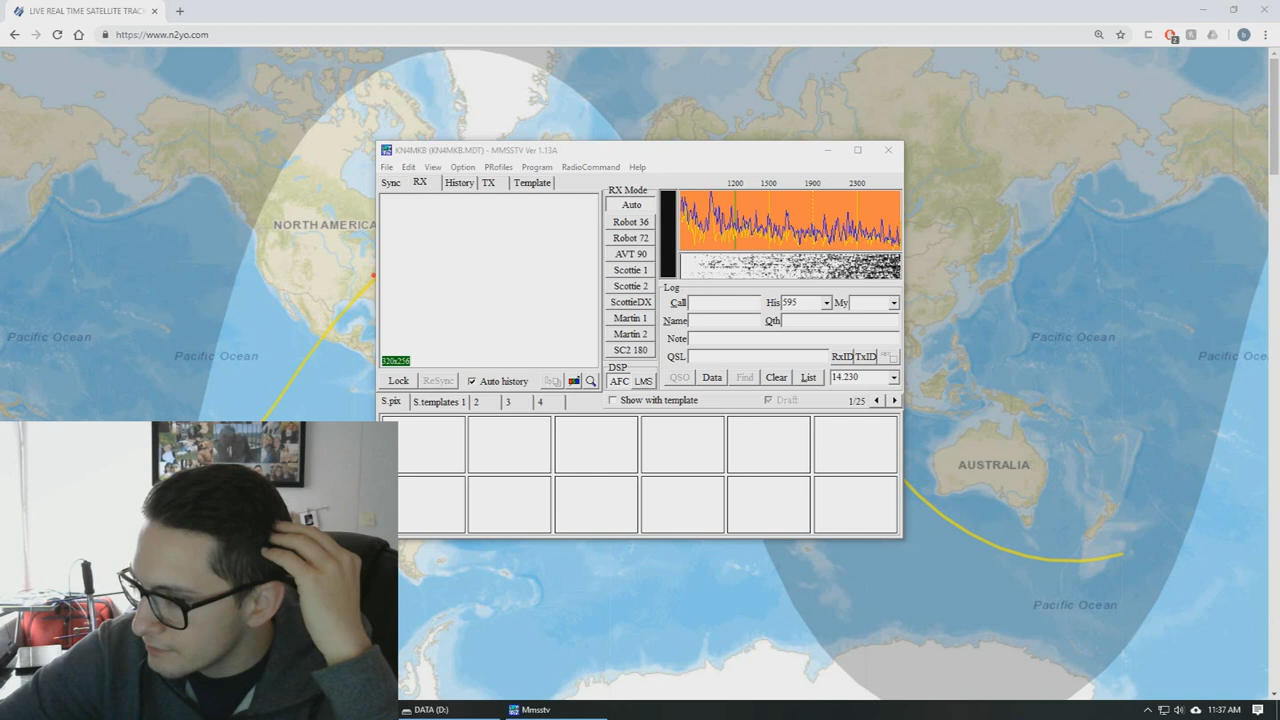 LIVE REAL TIME SATELLITE TRAC
https://www.n2yo.com
2
b
KN4MKB (KN4MKB.MDT) - MMSSTV Ver 1.13A
File Edit View Option PRofiles Program RadioCommand Help
Sync RX History TX Template
RX Mode
Auto
Robot 36
Robot 72
AVT 90
Scottie 1
Scottie 2
ScottieDX
Martin 1
Martin 2
SC2 180
DSP
AFC LMS
1200 1500 1900 2300
Log
Call His 595 My
Name Qth
Note
QSL RxID TxID
QSO Data Find Clear List 14.230
320x256
Lock ReSync Auto history
S.pix S.templates 1 2 3 4
Show with template Draft 1/25
NORTH AMERICA
Pacific Ocean
Pacific Ocean
Pacific Ocean
Pacific Oce
AUSTRALIA
Pacific Ocean
DATA (D:) Mmsstv
11:37 AM